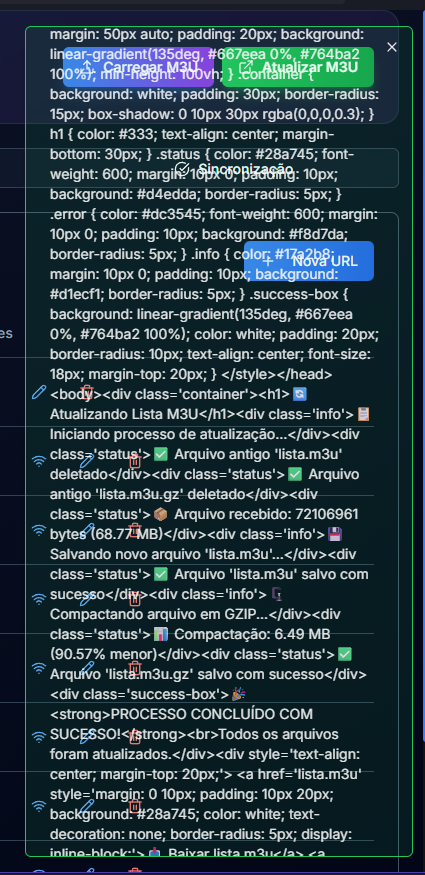 margin: 50px auto; padding: 20px; background:
linear-gradient(135deg, #667eea 0%, #764ba2
100%); min-height: 100vh; } .container {
Carregar M3U
Atualizar M3U
background: white; padding: 30px; border-radius:
15px; box-shadow: 0 10px 30px rgba(0,0,0,0.3); }
h1 { color: #333; text-align: center; margin-
bottom: 30px; } .status { color: #28a745; font-
weight: 600; margin: 10px 0; padding: 10px;
Sincronização
background: #d4edda; border-radius: 5px; }
.error { color: #dc3545; font-weight: 600; margin:
10px 0; padding: 10px; background: #f8d7da;
border-radius: 5px; } .info { color: #17a2b8;
Nova URL
margin: 10px 0; padding: 10px; background:
#d1ecf1; border-radius: 5px; } .success-box {
background: linear-gradient(135deg, #667eea
0%, #764ba2 100%); color: white; padding: 20px;
es
border-radius: 10px; text-align: center; font-size:
18px; margin-top: 20px; } </style></head>
<body><div class='container'><h1>🔄
Atualizando Lista M3U</h1><div class='info'>📋
Iniciando processo de atualização...</div><div
class='status'>✅ Arquivo antigo 'lista.m3u'
deletado</div><div class='status'>✅ Arquivo
antigo 'lista.m3u.gz' deletado</div><div
class='status'>📦 Arquivo recebido: 72106961
bytes (68.77 MB)</div><div class='info'>💾
Salvando novo arquivo 'lista.m3u'...</div><div
class='status'>✅ Arquivo 'lista.m3u' salvo com
sucesso</div><div class='info'>🗜️
Compactando arquivo em GZIP...</div><div
class='status'>📊 Compactação: 6.49 MB
(90.57% menor)</div><div class='status'>✅
Arquivo 'lista.m3u.gz' salvo com sucesso</div>
<div class='success-box'>🎉
<strong>PROCESSO CONCLUÍDO COM
SUCESSO!</strong><br>Todos os arquivos
foram atualizados.</div><div style='text-align:
center; margin-top: 20px;'> <a href='lista.m3u'
style='margin: 0 10px; padding: 10px 20px;
background: #28a745; color: white; text-
decoration: none; border-radius: 5px; display:
inline-block;'>📥 Baixar lista.m3u</a> <a